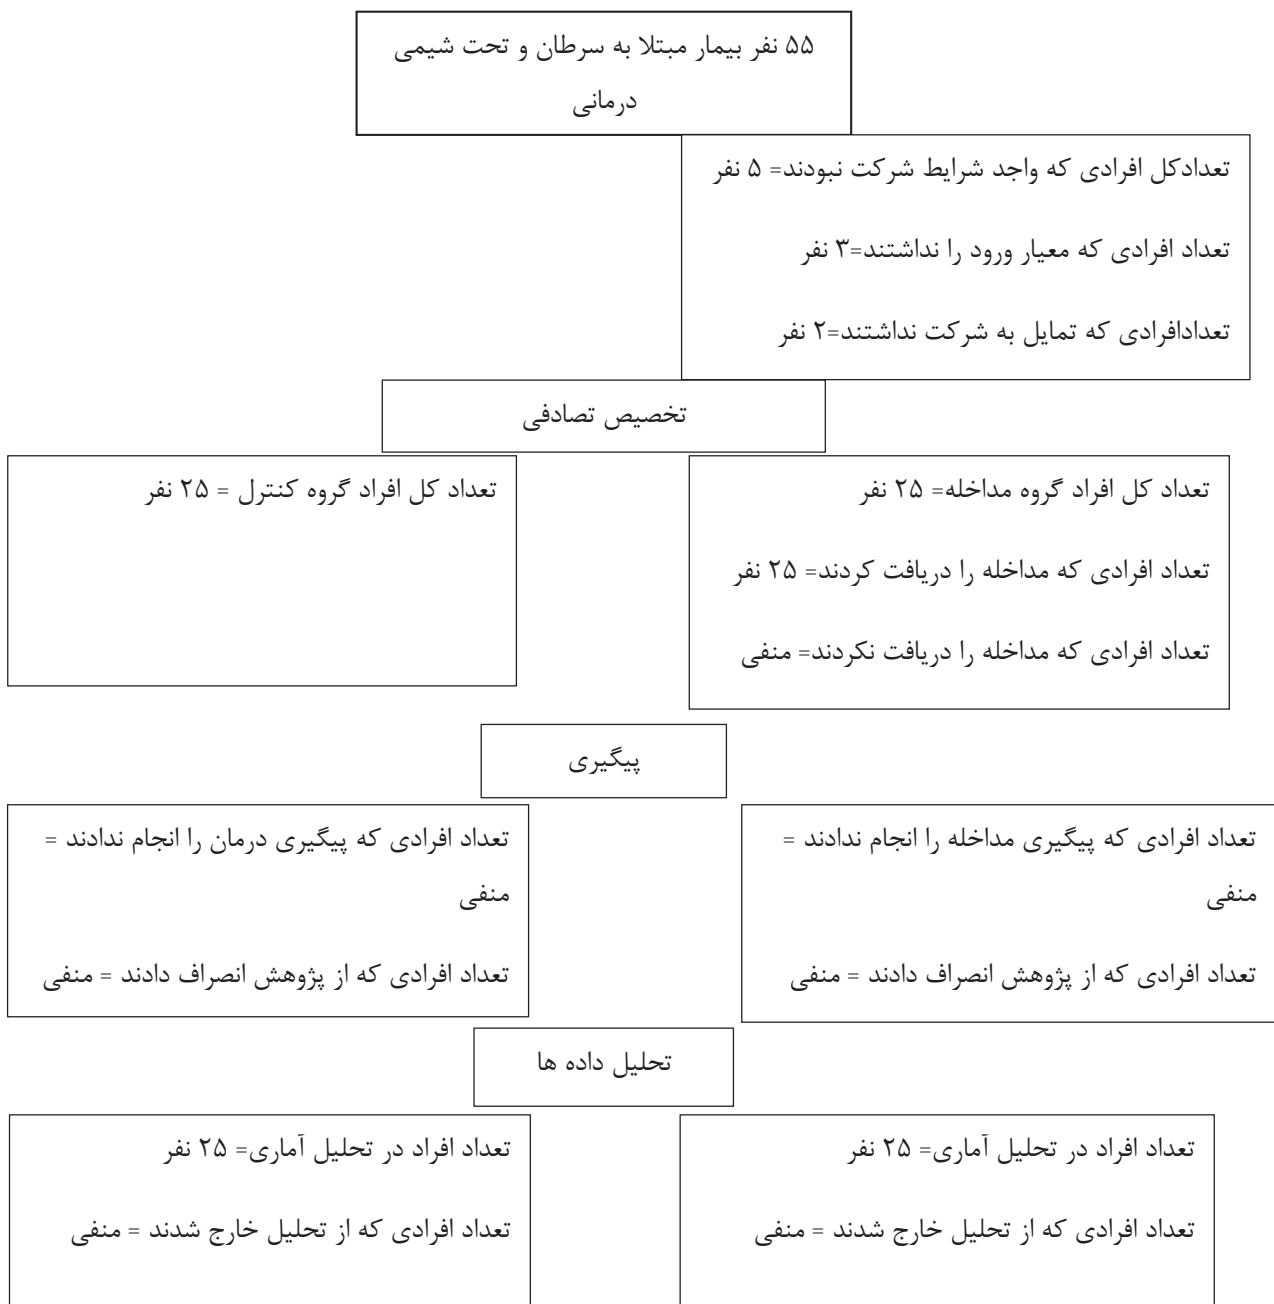 ۵۵ نفر بیمار مبتلا به سرطان و تحت شیمی
درمانی
تعدادکل افرادی که واجد شرایط شرکت نبودند= ۵ نفر
تعداد افرادی که معیار ورود را نداشتند=۳ نفر
تعدادافرادی که تمایل به شرکت نداشتند=۲ نفر
تخصیص تصادفی
تعداد کل افراد گروه مداخله= ۲۵ نفر
تعداد افرادی که مداخله را دریافت کردند= ۲۵ نفر
تعداد افرادی که مداخله را دریافت نکردند= منفی
تعداد کل افراد گروه کنترل = ۲۵ نفر
پیگیری
تعداد افرادی که پیگیری مداخله را انجام ندادند =
منفی
تعداد افرادی که از پژوهش انصراف دادند = منفی
تعداد افرادی که پیگیری درمان را انجام ندادند =
منفی
تعداد افرادی که از پژوهش انصراف دادند = منفی
تحلیل داده ها
تعداد افراد در تحلیل آماری= ۲۵ نفر
تعداد افرادی که از تحلیل خارج شدند = منفی
تعداد افراد در تحلیل آماری= ۲۵ نفر
تعداد افرادی که از تحلیل خارج شدند = منفی